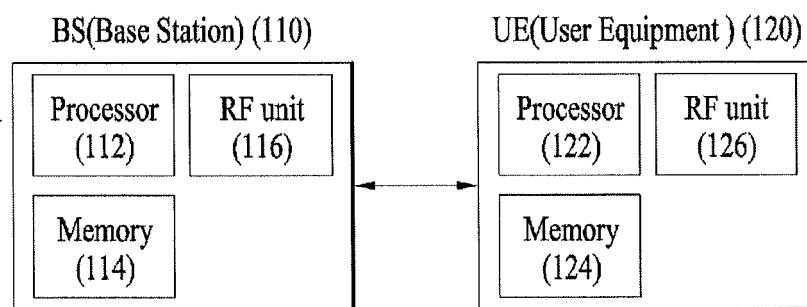 BS(Base Station) (110)
Processor
(112)
RF unit
(116)
Memory
(114)
UE(User Equipment ) (120)
Processor
(122)
RF unit
(126)
Memory
(124)